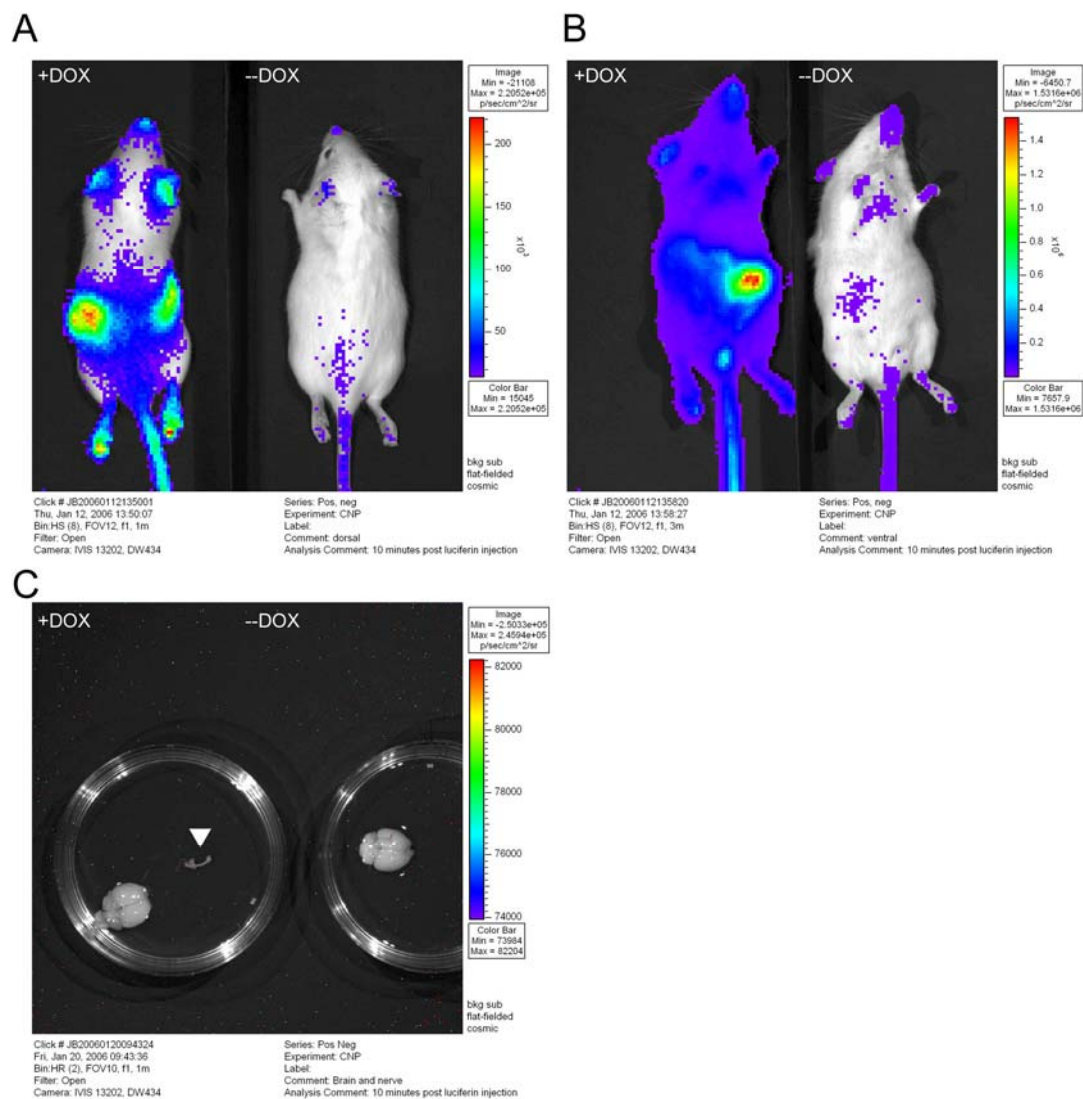 A
+DOX
--DOX
Image
Min = -21108
Max = 2.2052e+05
p/sec/cm^2/sr
200
150
x10^3
100
50
Color Bar
Min = 15045
Max = 2.2052e+05
bkg sub
flat-fielded
cosmic
Click # JB20060112135001
Thu, Jan 12, 2006 13:50:07
Bin:HS (8), FOV12, f1, 1m
Filter: Open
Camera: IVIS 13202, DW434
Series: Pos, neg
Experiment: CNP
Label:
Comment: dorsal
Analysis Comment: 10 minutes post luciferin injection
B
+DOX
--DOX
Image
Min = -6450.7
Max = 1.5316e+06
p/sec/cm^2/sr
1.4
1.2
1.0
0.8
x10^6
0.6
0.4
0.2
Color Bar
Min = 7657.9
Max = 1.5316e+06
bkg sub
flat-fielded
cosmic
Click # JB20060112135820
Thu, Jan 12, 2006 13:58:27
Bin:HS (8), FOV12, f1, 3m
Filter: Open
Camera: IVIS 13202, DW434
Series: Pos, neg
Experiment: CNP
Label:
Comment: ventral
Analysis Comment: 10 minutes post luciferin injection
C
+DOX
--DOX
Image
Min = -2.5033e+05
Max = 2.4594e+05
p/sec/cm^2/sr
82000
80000
78000
76000
74000
Color Bar
Min = 73984
Max = 82204
bkg sub
flat-fielded
cosmic
Click # JB20060120094324
Fri, Jan 20, 2006 09:43:36
Bin:HR (2), FOV10, f1, 1m
Filter: Open
Camera: IVIS 13202, DW434
Series: Pos Neg
Experiment: CNP
Label:
Comment: Brain and nerve
Analysis Comment: 10 minutes post luciferin injection